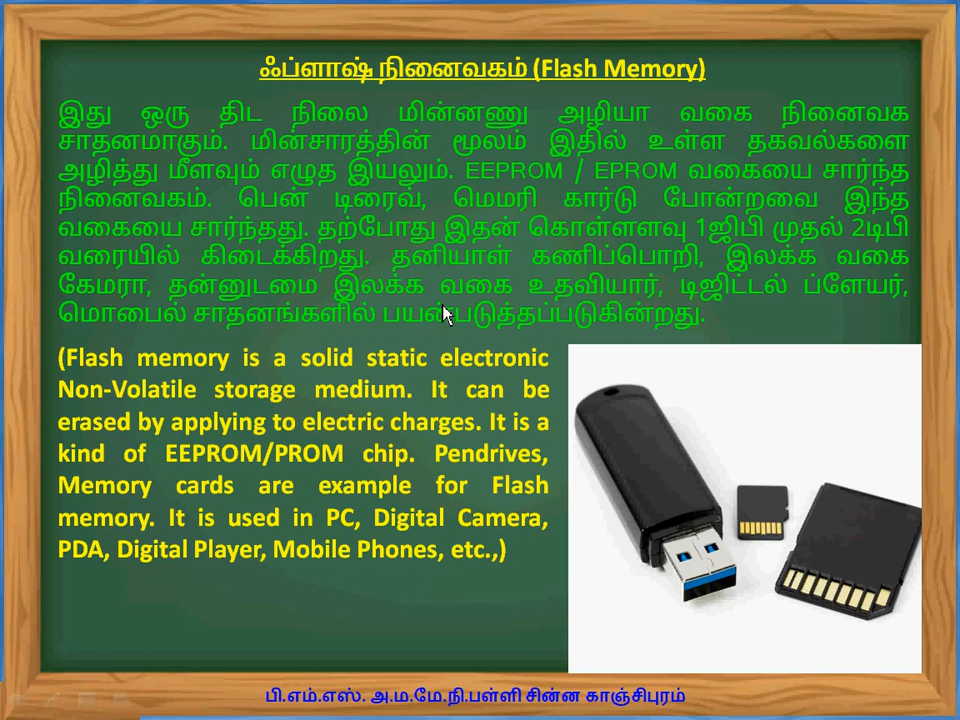 ஃப்ளாஷ் நினைவகம் (Flash Memory)
இது ஒரு திட நிலை மின்னணு அழியா வகை நினைவக
சாதனமாகும். மின்சாரத்தின் மூலம் இதில் உள்ள தகவல்களை
அழித்து மீளவும் எழுத இயலும். EEPROM / EPROM வகையை சார்ந்த
நினைவகம். பென் டிரைவ், மெமரி கார்டு போன்றவை இந்த
வகையை சார்ந்தது. தற்போது இதன் கொள்ளளவு 1ஜிபி முதல் 2டிபி
வரையில் கிடைக்கிறது. தனியாள் கணிப்பொறி, இலக்க வகை
கேமரா, தன்னுடமை இலக்க வகை உதவியார், டிஜிட்டல் ப்ளேயர்,
மொபைல் சாதனங்களில் பயன்படுத்தப்படுகின்றது.
(Flash memory is a solid static electronic
Non-Volatile storage medium. It can be
erased by applying to electric charges. It is a
kind of EEPROM/PROM chip. Pendrives,
Memory cards are example for Flash
memory. It is used in PC, Digital Camera,
PDA, Digital Player, Mobile Phones, etc.,)
பி.எம்.எஸ். அ.ம.மே.நி.பள்ளி சின்ன காஞ்சிபுரம்